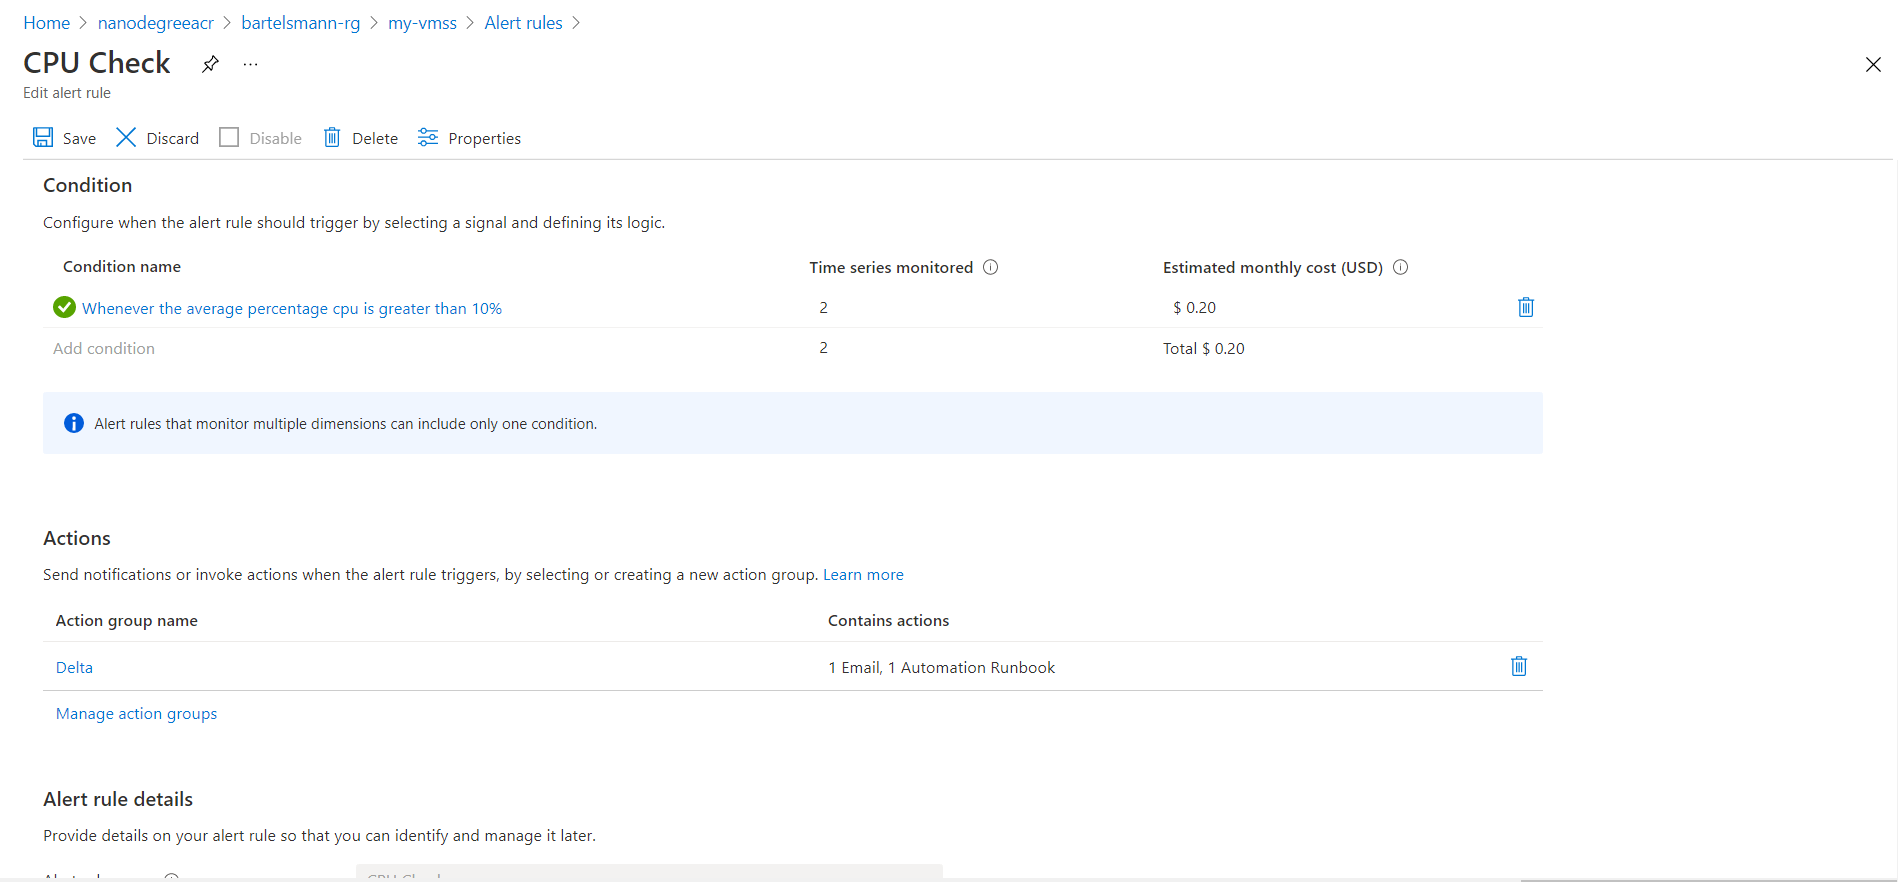 Home > nanodegreeacr > bartelsmann-rg > my-vmss > Alert rules >
CPU Check ...
Edit alert rule
Save Discard Disable Delete Properties
Condition
Configure when the alert rule should trigger by selecting a signal and defining its logic.
Condition name Time series monitored Estimated monthly cost (USD)
Whenever the average percentage cpu is greater than 10% 2 $ 0.20
Add condition 2 Total $ 0.20
Alert rules that monitor multiple dimensions can include only one condition.
Actions
Send notifications or invoke actions when the alert rule triggers, by selecting or creating a new action group. Learn more
Action group name Contains actions
Delta 1 Email, 1 Automation Runbook
Manage action groups
Alert rule details
Provide details on your alert rule so that you can identify and manage it later.
CPU Check